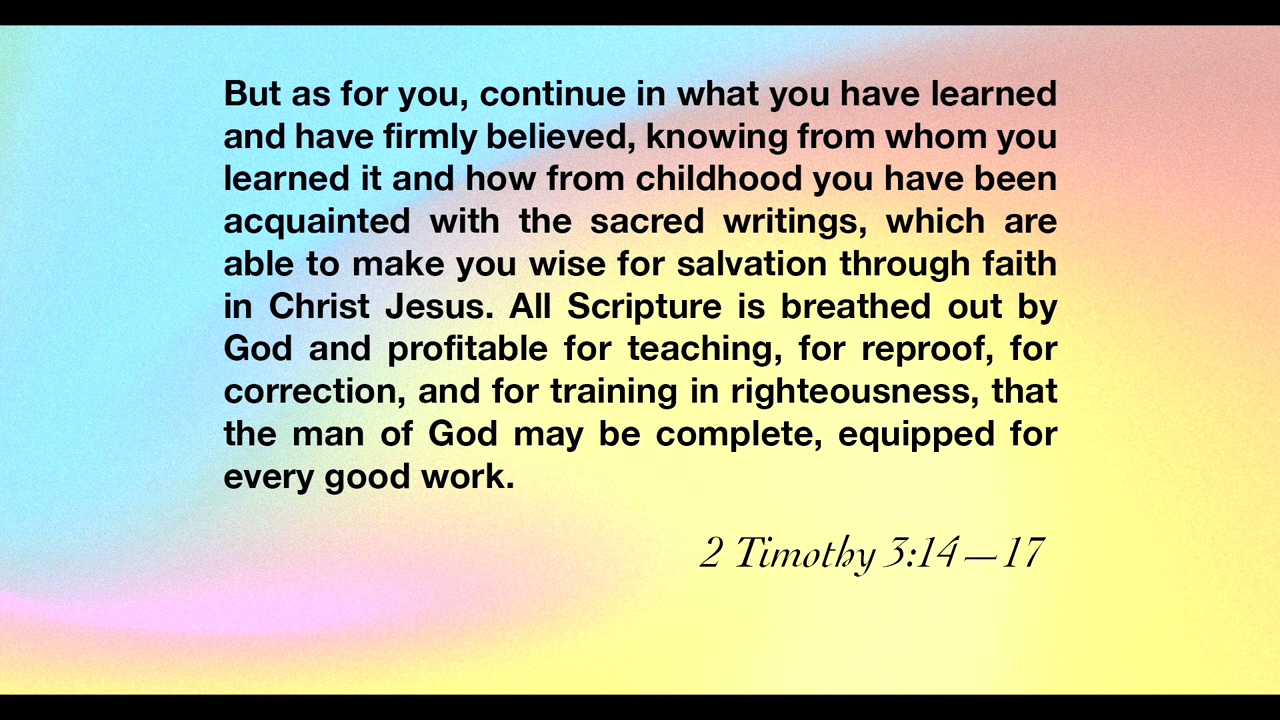 But as for you, continue in what you have learned
and have firmly believed, knowing from whom you
learned it and how from childhood you have been
acquainted with the sacred writings, which are
able to make you wise for salvation through faith
in Christ Jesus. All Scripture is breathed out by
God and profitable for teaching, for reproof, for
correction, and for training in righteousness, that
the man of God may be complete, equipped for
every good work.
2 Timothy 3:14—17